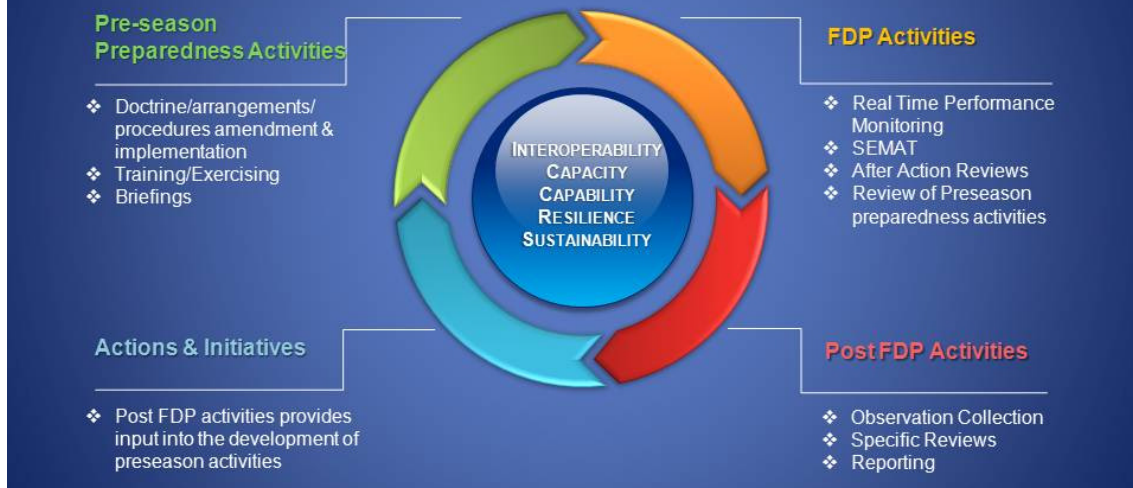 Pre-season
Preparedness Activities
❖ Doctrine/arrangements/
procedures amendment &
implementation
❖ Training/Exercising
❖ Briefings
INTEROPERABILITY
CAPACITY
CAPABILITY
RESILIENCE
SUSTAINABILITY
FDP Activities
❖ Real Time Performance
Monitoring
❖ SEMAT
❖ After Action Reviews
❖ Review of Preseason
preparedness activities
Actions & Initiatives
❖ Post FDP activities provides
input into the development of
preseason activities
Post FDP Activities
❖ Observation Collection
❖ Specific Reviews
❖ Reporting